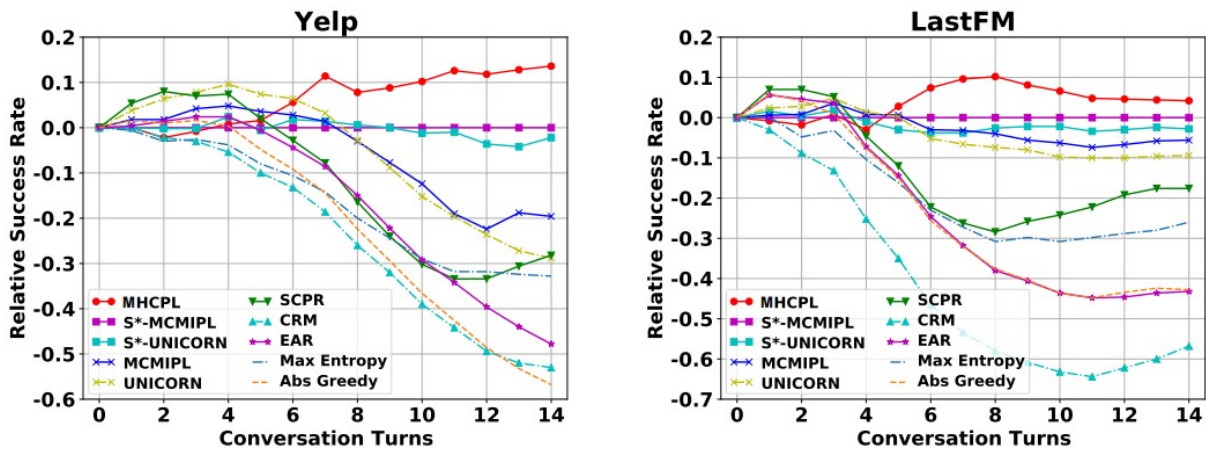 Yelp
Relative Success Rate
0.2
0.1
0.0
-0.1
-0.2
-0.3
-0.4
-0.5
-0.6
MHCPL
S*-MCMIPL
S*-UNICORN
MCMIPL
UNICORN
SCPR
CRM
EAR
Max Entropy
Abs Greedy
0 2 4 6 8 10 12 14
Conversation Turns
LastFM
Relative Success Rate
0.2
0.1
0.0
-0.1
-0.2
-0.3
-0.4
-0.5
-0.6
-0.7
MHCPL
S*-MCMIPL
S*-UNICORN
MCMIPL
UNICORN
SCPR
CRM
EAR
Max Entropy
Abs Greedy
0 2 4 6 8 10 12 14
Conversation Turns